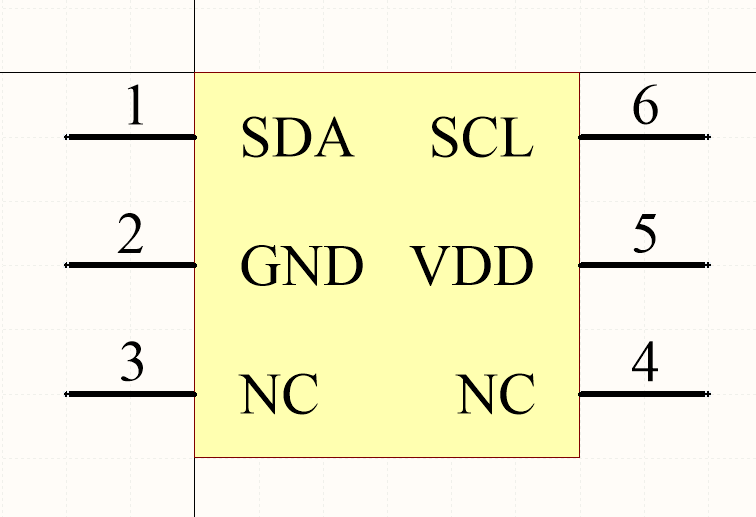 1 SDA SCL 6
2 GND VDD 5
3 NC NC 4